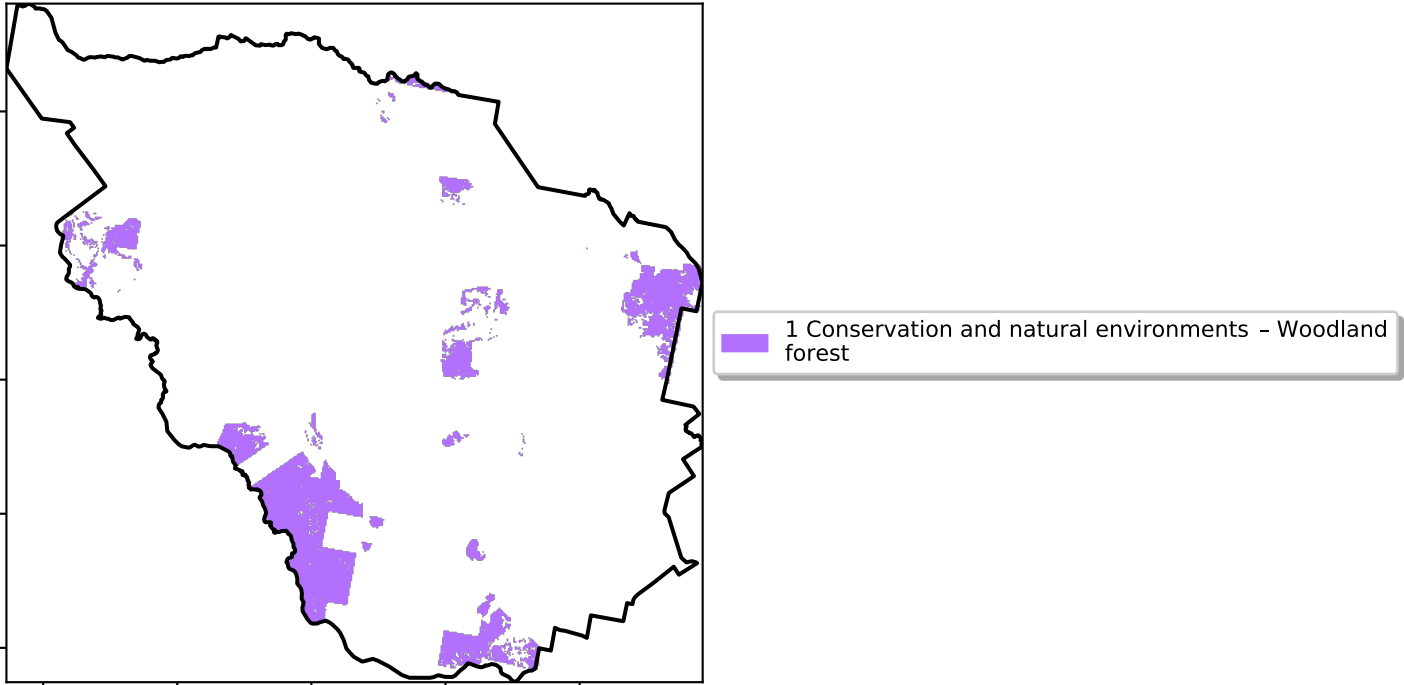 1 Conservation and natural environments – Woodland
forest